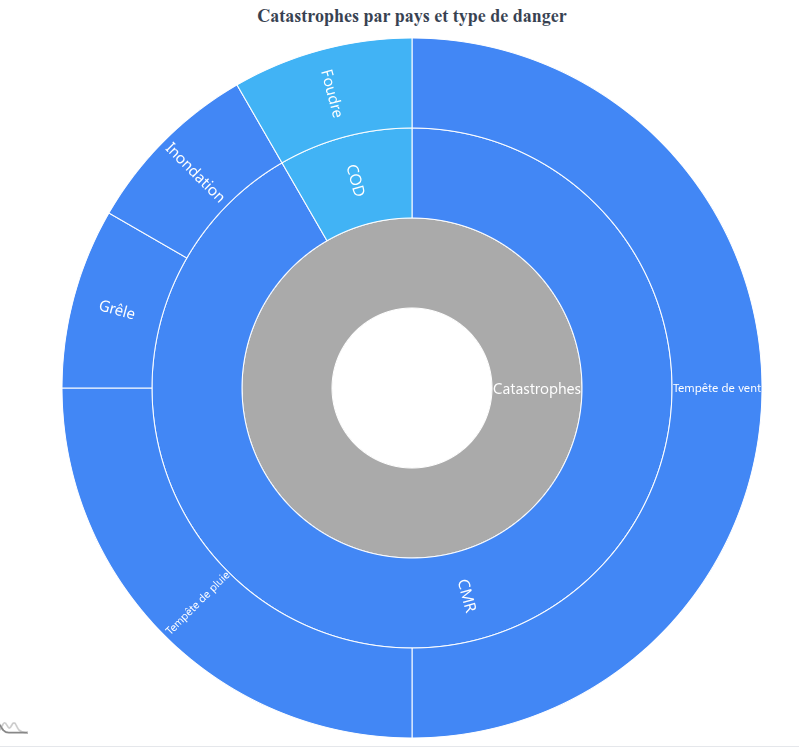 Catastrophes par pays et type de danger
Foudre
COD
Inondation
Grêle
Catastrophes
Tempête de vent
Tempête de pluie
CMR